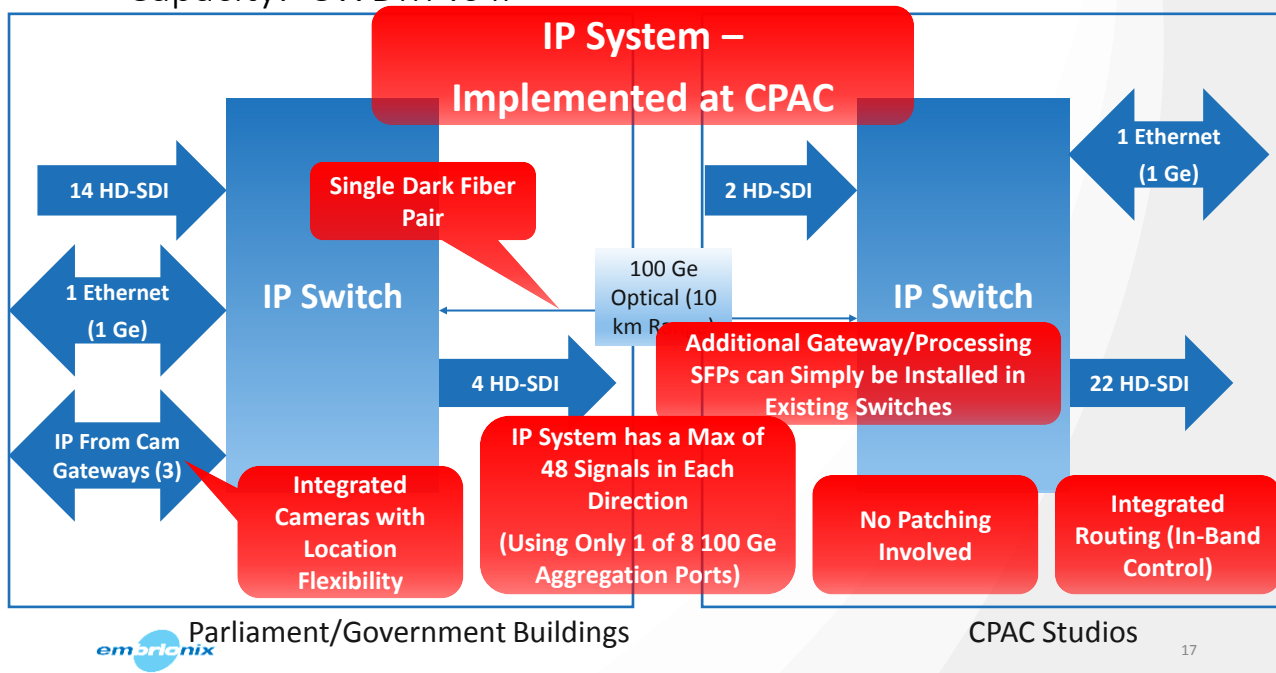 IP System –
Implemented at CPAC
14 HD-SDI
1 Ethernet
(1 Ge)
IP From Cam
Gateways (3)
IP Switch
Single Dark Fiber
Pair
4 HD-SDI
Integrated
Cameras with
Location
Flexibility
100 Ge
Optical (10
km
IP System has a Max of
48 Signals in Each
Direction
(Using Only 1 of 8 100 Ge
Aggregation Ports)
2 HD-SDI
IP Switch
1 Ethernet
(1 Ge)
Additional Gateway/Processing
SFPs can Simply be Installed in
Existing Switches
22 HD-SDI
No Patching
Involved
Integrated
Routing (In-Band
Control)
Parliament/Government Buildings
CPAC Studios
embrionix
17